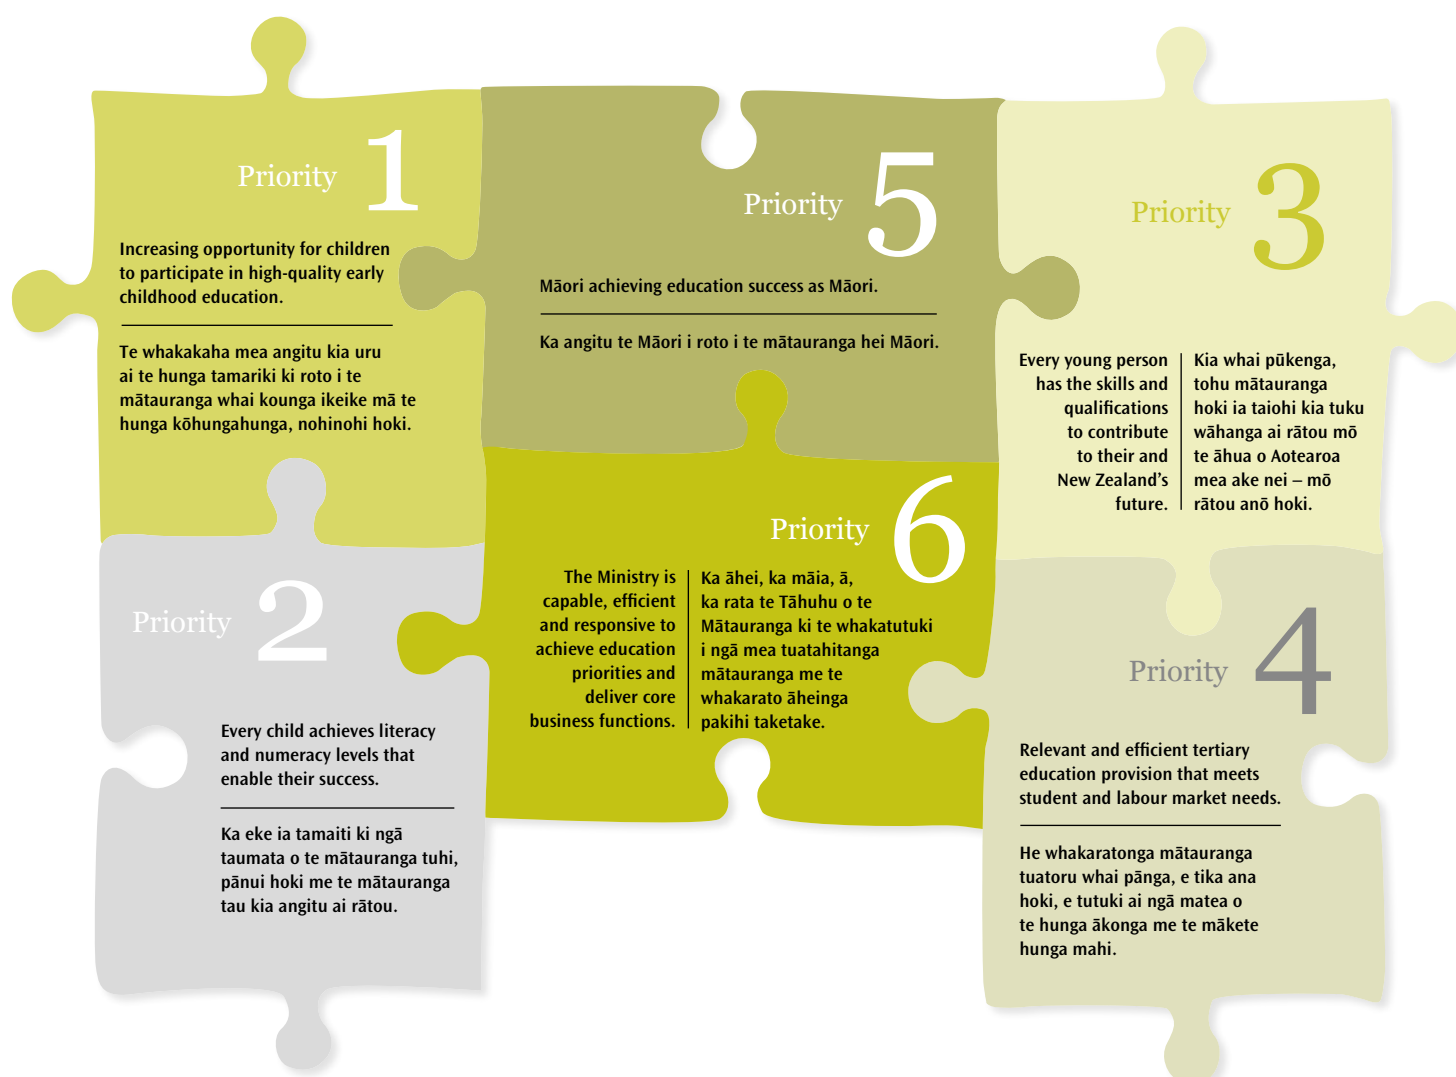 Priority 1
Increasing opportunity for children
to participate in high-quality early
childhood education.
Te whakakaha mea angitu kia uru
ai te hunga tamariki ki roto i te
mātauranga whai kounga ikeike mā te
hunga kōhungahunga, nohinohi hoki.
Priority 2
Every child achieves literacy
and numeracy levels that
enable their success.
Ka eke ia tamaiti ki ngā
taumata o te mātauranga tuhi,
pānui hoki me te mātauranga
tau kia angitu ai rātou.
Priority 5
Māori achieving education success as Māori.
Ka angitu te Māori i roto i te mātauranga hei Māori.
Priority 6
The Ministry is
capable, efficient
and responsive to
achieve education
priorities and
deliver core
business functions.
Ka āhei, ka māia, ā,
ka rata te Tāhuhu o te
Mātauranga ki te whakatutuki
i ngā mea tuatahitanga
mātauranga me te
whakarato āheinga
pakihi taketake.
Priority 3
Every young person
has the skills and
qualifications
to contribute
to their and
New Zealand’s
future.
Kia whai pūkenga,
tohu mātauranga
hoki ia taiohi kia tuku
wāhanga ai rātou mō
te āhua o Aotearoa
mea ake nei – mō
rātou anō hoki.
Priority 4
Relevant and efficient tertiary
education provision that meets
student and labour market needs.
He whakaratonga mātauranga
tuatoru whai pānga, e tika ana
hoki, e tutuki ai ngā matea o
te hunga ākonga me te mākete
hunga mahi.